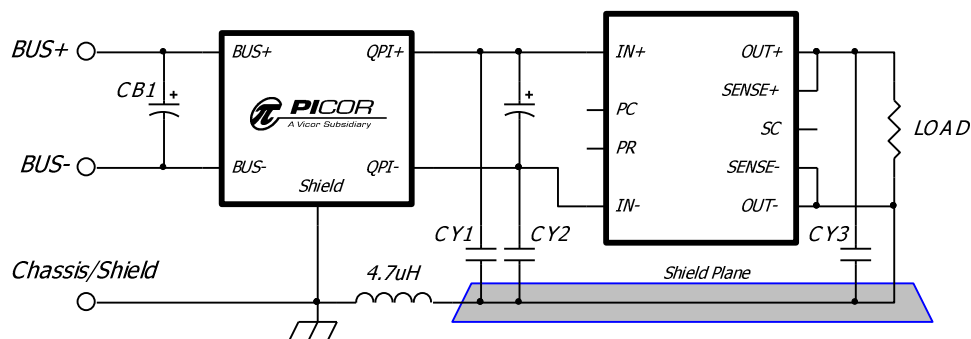 BUS+
BUS+
QPI+
IN+
OUT+
CB1
+
+
SENSE+
PICOR
A Vicor Subsidiary
PC
SC
LOAD
PR
BUS-
BUS-
QPI-
SENSE-
Shield
IN-
OUT-
CY1
CY2
CY3
Chassis/Shield
4.7uH
Shield Plane